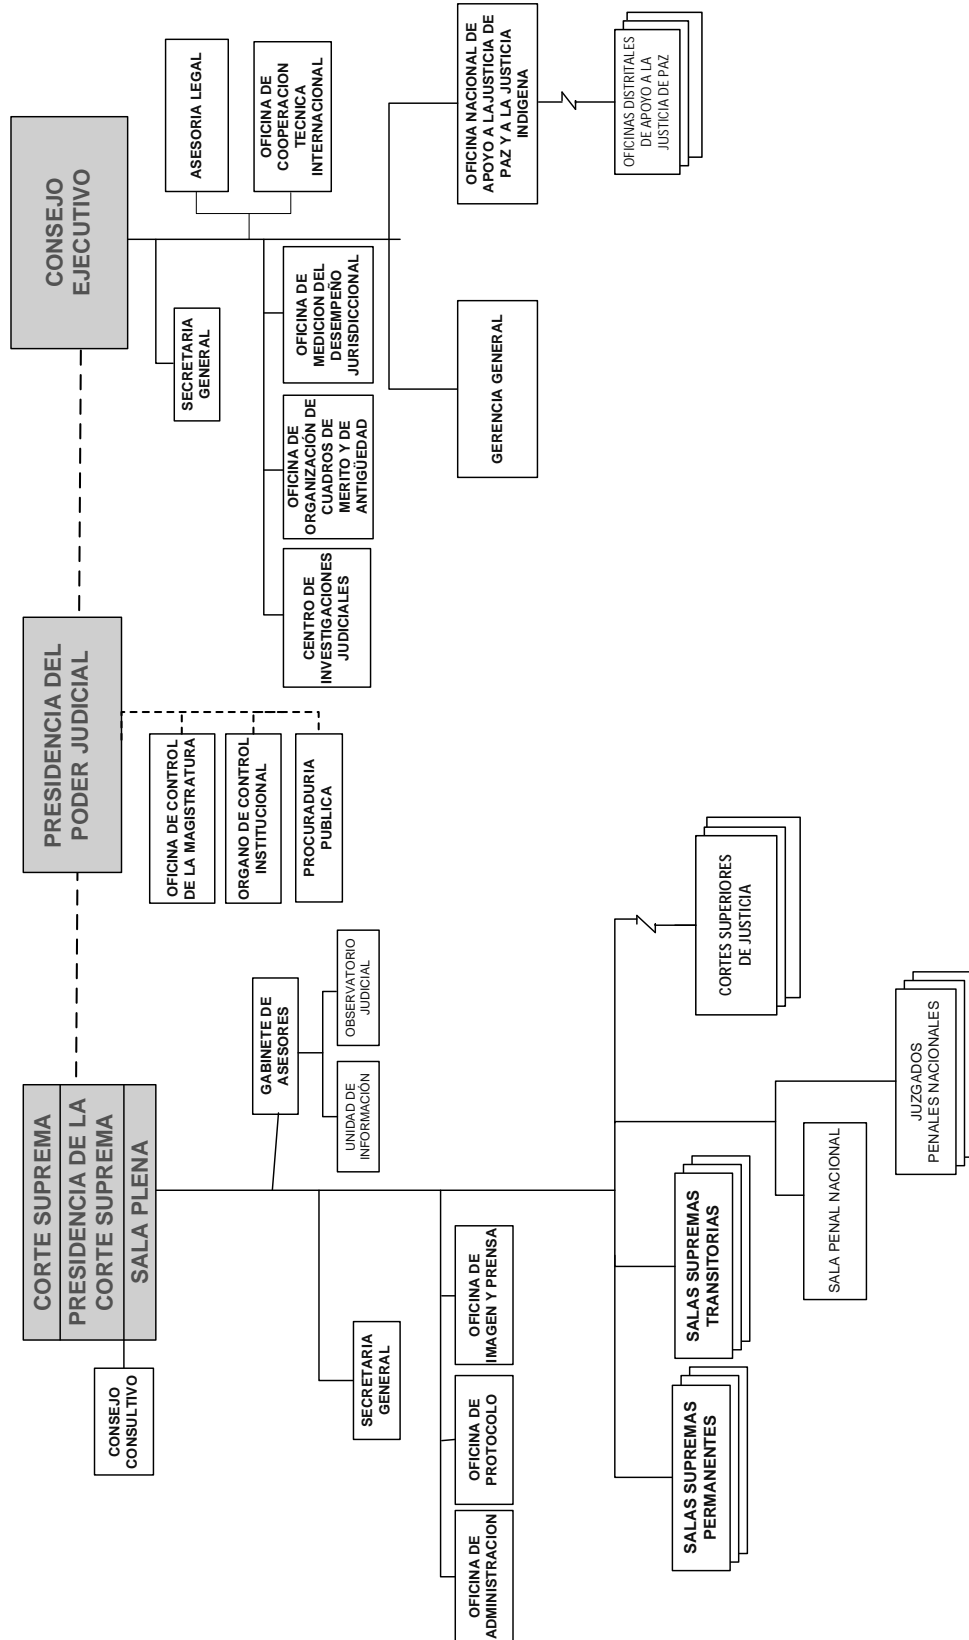 CORTE SUPREMA
PRESIDENCIA DE LA
CORTE SUPREMA
SALA PLENA
PRESIDENCIA DEL
PODER JUDICIAL
CONSEJO
EJECUTIVO
CONSEJO
CONSULTIVO
GABINETE DE
ASESORES
UNIDAD DE
INFORMACIÓN
OBSERVATORIO
JUDICIAL
SECRETARIA
GENERAL
OFICINA DE
ADMINISTRACION
OFICINA DE
PROTOCOLO
OFICINA DE
IMAGEN Y PRENSA
SALAS SUPREMAS
PERMANENTES
SALAS SUPREMAS
TRANSITORIAS
SALA PENAL NACIONAL
JUZGADOS
PENALES NACIONALES
CORTES SUPERIORES
DE JUSTICIA
OFICINA DE CONTROL
DE LA MAGISTRATURA
ORGANO DE CONTROL
INSTITUCIONAL
PROCURADURIA
PUBLICA
SECRETARIA
GENERAL
ASESORIA LEGAL
OFICINA DE
COOPERACION
TECNICA
INTERNACIONAL
CENTRO DE
INVESTIGACIONES
JUDICIALES
OFICINA DE
ORGANIZACIÓN DE
CUADROS DE
MERITO Y DE
ANTIGÜEDAD
OFICINA DE
MEDICION DEL
DESEMPEÑO
JURISDICCIONAL
GERENCIA GENERAL
OFICINA NACIONAL DE
APOYO A LAJUSTICIA DE
PAZ Y A LA JUSTICIA
INDIGENA
OFICINAS DISTRITALES
DE APOYO A LA
JUSTICIA DE PAZ